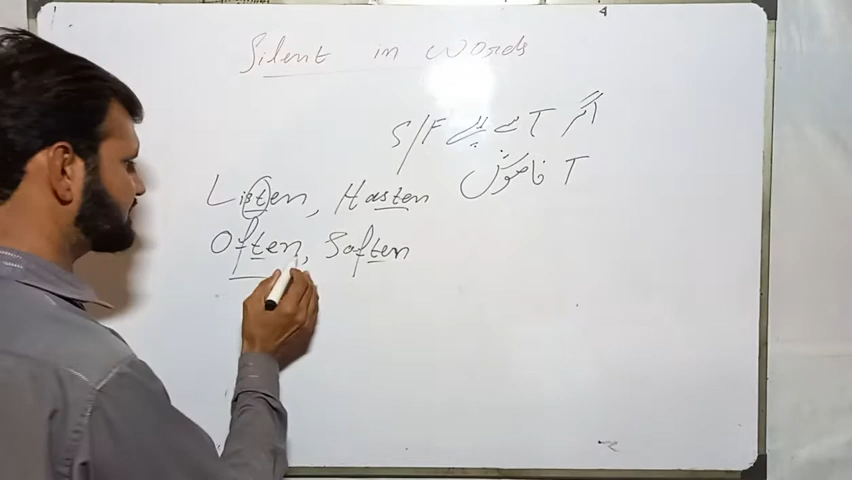 Silent in words
اگر T سے پہلے S/F
T خاموش
Listen, Hasten
Often, Soften